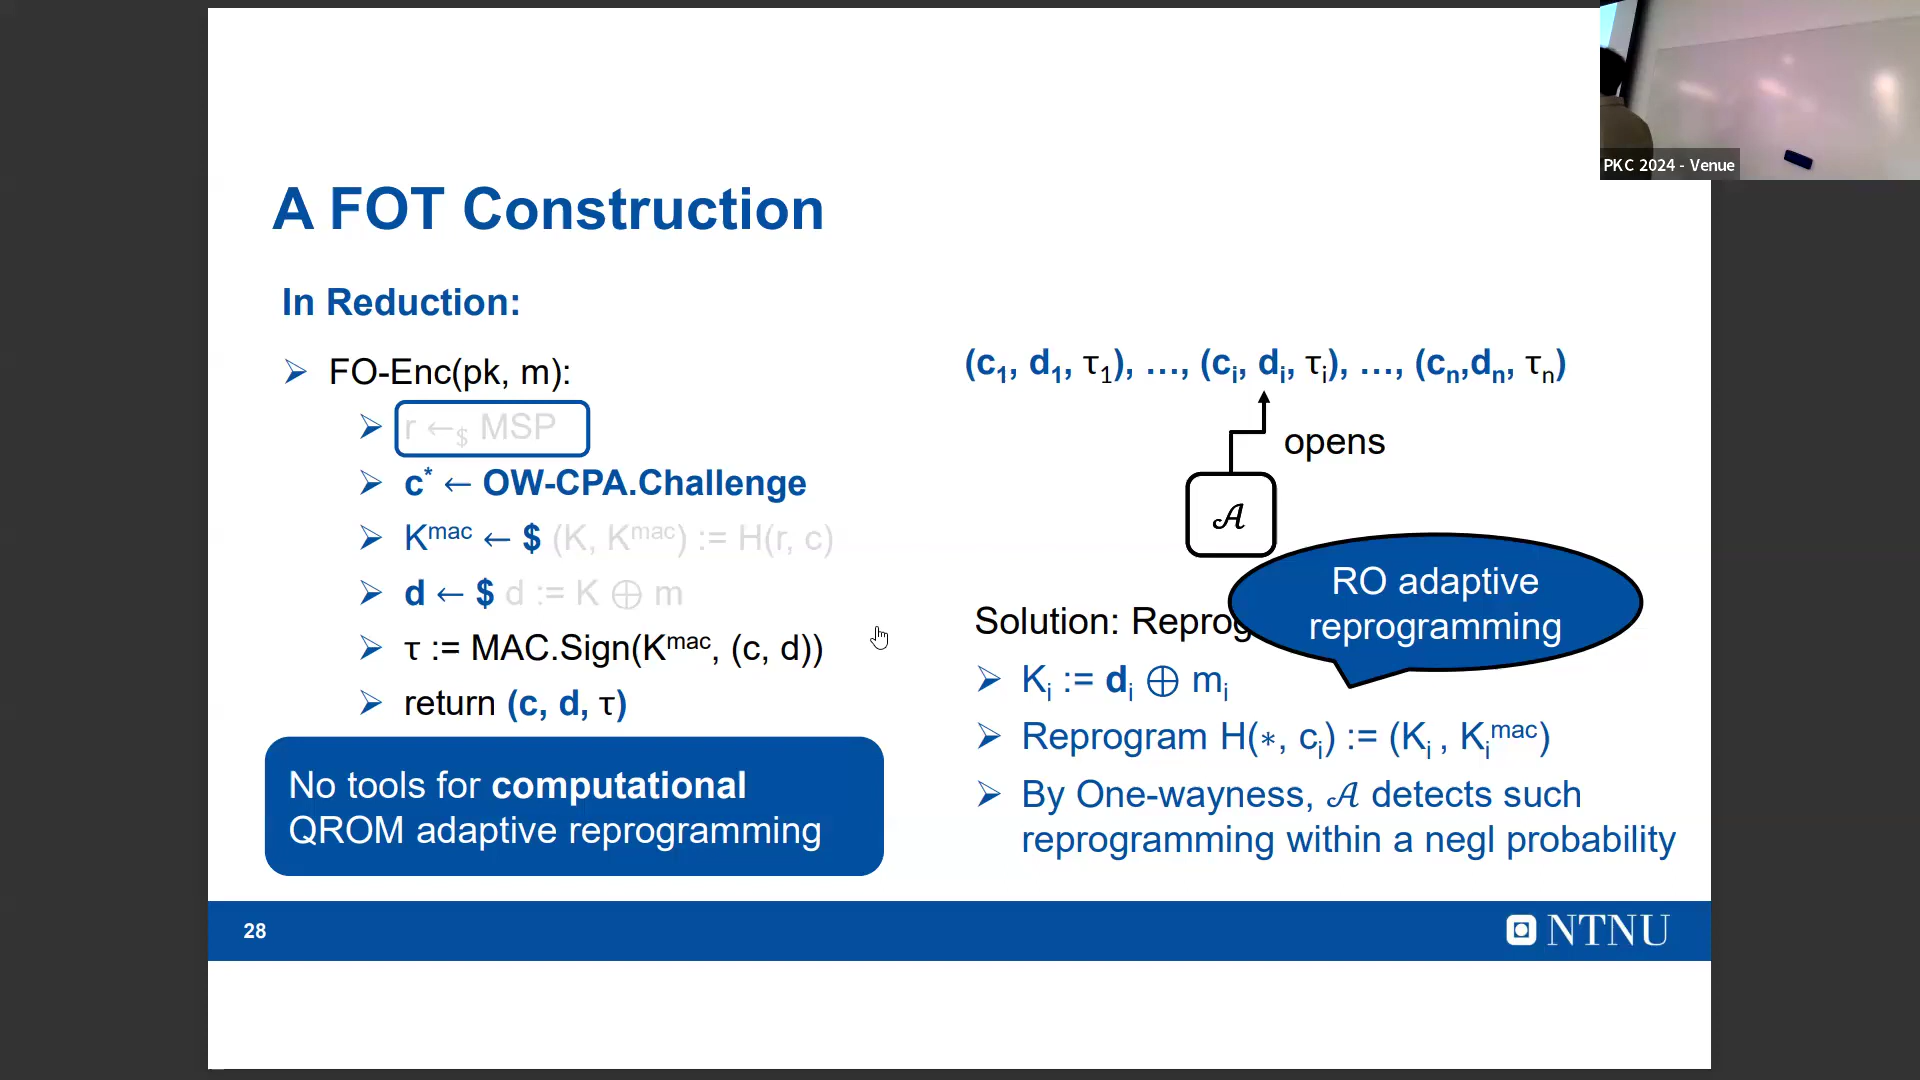 PKC 2024 - Venue
A FOT Construction
In Reduction:
FO-Enc(pk, m):
r ←$ MSP
c* ← OW-CPA.Challenge
Kmac ← $ (K, Kmac) := H(r, c)
d ← $ d := K ⊕ m
τ := MAC.Sign(Kmac, (c, d))
return (c, d, τ)
No tools for computational
QROM adaptive reprogramming
(c1, d1, τ1), …, (ci, di, τi), …, (cn,dn, τn)
opens
𝒜
RO adaptive
reprogramming
Solution: Reprog
Ki := di ⊕ mi
Reprogram H(∗, ci) := (Ki , Kimac)
By One-wayness, 𝒜 detects such
reprogramming within a negl probability
28
NTNU